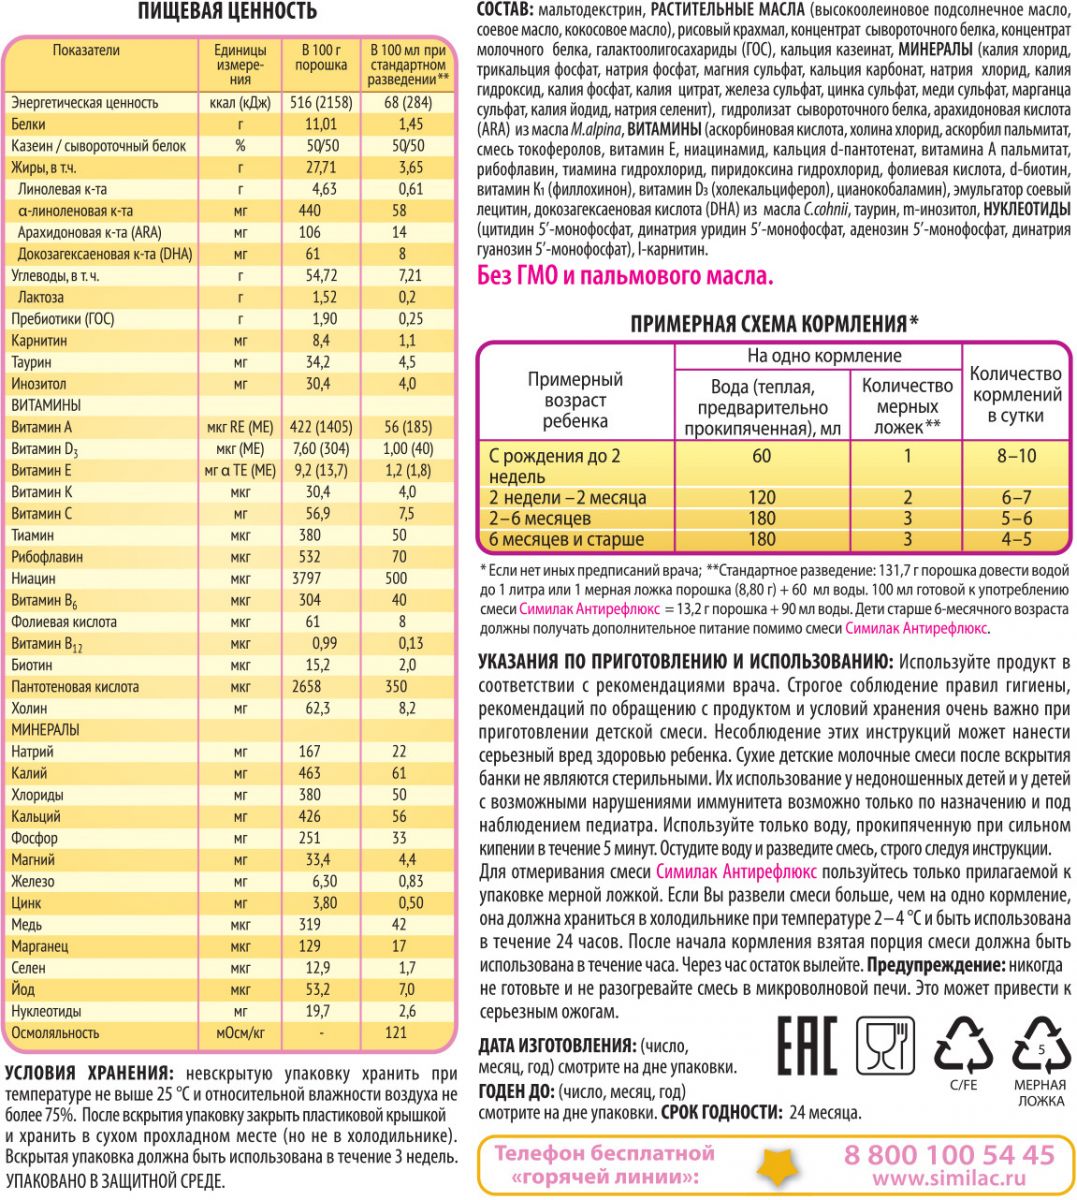 ПИЩЕВАЯ ЦЕННОСТЬ
Показатели Единицы измере-ния В 100 г порошка В 100 мл при стандартном разведении**
Энергетическая ценность ккал (кДж) 516 (2158) 68 (284)
Белки г 11,01 1,45
Казеин / сывороточный белок % 50/50 50/50
Жиры, в т.ч. г 27,71 3,65
Линолевая к-та г 4,63 0,61
α-линоленовая к-та мг 440 58
Арахидоновая к-та (ARA) мг 106 14
Докозагексаеновая к-та (DHA) мг 61 8
Углеводы, в т. ч. г 54,72 7,21
Лактоза г 1,52 0,2
Пребиотики (ГОС) г 1,90 0,25
Карнитин мг 8,4 1,1
Таурин мг 34,2 4,5
Инозитол мг 30,4 4,0
ВИТАМИНЫ
Витамин А мкг RE (МЕ) 422 (1405) 56 (185)
Витамин D3 мкг (МЕ) 7,60 (304) 1,00 (40)
Витамин Е мг α ТЕ (МЕ) 9,2 (13,7) 1,2 (1,8)
Витамин К мкг 30,4 4,0
Витамин С мкг 56,9 7,5
Тиамин мкг 380 50
Рибофлавин мкг 532 70
Ниацин мкг 3797 500
Витамин В6 мкг 304 40
Фолиевая кислота мкг 61 8
Витамин В12 мкг 0,99 0,13
Биотин мкг 15,2 2,0
Пантотеновая кислота мкг 2658 350
Холин мг 62,3 8,2
МИНЕРАЛЫ
Натрий мг 167 22
Калий мг 463 61
Хлориды мг 380 50
Кальций мг 426 56
Фосфор мг 251 33
Магний мг 33,4 4,4
Железо мг 6,30 0,83
Цинк мг 3,80 0,50
Медь мкг 319 42
Марганец мкг 129 17
Селен мкг 12,9 1,7
Йод мкг 53,2 7,0
Нуклеотиды мг 19,7 2,6
Осмоляльность мОсм/кг - 121
УСЛОВИЯ ХРАНЕНИЯ: невскрытую упаковку хранить при
температуре не выше 25 °С и относительной влажности воздуха не
более 75%. После вскрытия упаковку закрыть пластиковой крышкой
и хранить в сухом прохладном месте (но не в холодильнике).
Вскрытая упаковка должна быть использована в течение 3 недель.
УПАКОВАНО В ЗАЩИТНОЙ СРЕДЕ.
СОСТАВ: мальтодекстрин, РАСТИТЕЛЬНЫЕ МАСЛА (высокоолеиновое подсолнечное масло,
соевое масло, кокосовое масло), рисовый крахмал, концентрат сывороточного белка, концентрат
молочного белка, галактоолигосахариды (ГОС), кальция казеинат, МИНЕРАЛЫ (калия хлорид,
трикальция фосфат, натрия фосфат, магния сульфат, кальция карбонат, натрия хлорид, калия
гидроксид, калия фосфат, калия цитрат, железа сульфат, цинка сульфат, меди сульфат, марганца
сульфат, калия йодид, натрия селенит), гидролизат сывороточного белка, арахидоновая кислота
(ARA) из масла M.alpina, ВИТАМИНЫ (аскорбиновая кислота, холина хлорид, аскорбил пальмитат,
смесь токоферолов, витамин Е, ниацинамид, кальция d-пантотенат, витамина А пальмитат,
рибофлавин, тиамина гидрохлорид, пиридоксина гидрохлорид, фолиевая кислота, d-биотин,
витамин K1 (филлохинон), витамин D3 (холекальциферол), цианокобаламин), эмульгатор соевый
лецитин, докозагексаеновая кислота (DHA) из масла C.cohnii, таурин, m-инозитол, НУКЛЕОТИДЫ
(цитидин 5’-монофосфат, динатрия уридин 5’-монофосфат, аденозин 5’-монофосфат, динатрия
гуанозин 5’-монофосфат), l-карнитин.
Без ГМО и пальмового масла.
ПРИМЕРНАЯ СХЕМА КОРМЛЕНИЯ*
Примерный возраст ребенка На одно кормление Количество кормлений в сутки
Вода (теплая, предварительно прокипяченная), мл Количество мерных ложек**
С рождения до 2 недель 60 1 8–10
2 недели – 2 месяца 120 2 6–7
2–6 месяцев 180 3 5–6
6 месяцев и старше 180 3 4–5
* Если нет иных предписаний врача; **Стандартное разведение: 131,7 г порошка довести водой
до 1 литра или 1 мерная ложка порошка (8,80 г) + 60 мл воды. 100 мл готовой к употреблению
смеси Симилак Антирефлюкс = 13,2 г порошка + 90 мл воды. Дети старше 6-месячного возраста
должны получать дополнительное питание помимо смеси Симилак Антирефлюкс.
УКАЗАНИЯ ПО ПРИГОТОВЛЕНИЮ И ИСПОЛЬЗОВАНИЮ: Используйте продукт в
соответствии с рекомендациями врача. Строгое соблюдение правил гигиены,
рекомендаций по обращению с продуктом и условий хранения очень важно при
приготовлении детской смеси. Несоблюдение этих инструкций может нанести
серьезный вред здоровью ребенка. Сухие детские молочные смеси после вскрытия
банки не являются стерильными. Их использование у недоношенных детей и у детей
с возможными нарушениями иммунитета возможно только по назначению и под
наблюдением педиатра. Используйте только воду, прокипяченную при сильном
кипении в течение 5 минут. Остудите воду и разведите смесь, строго следуя инструкции.
Для отмеривания смеси Симилак Антирефлюкс пользуйтесь только прилагаемой к
упаковке мерной ложкой. Если Вы развели смеси больше, чем на одно кормление,
она должна храниться в холодильнике при температуре 2–4 °С и быть использована
в течение 24 часов. После начала кормления взятая порция смеси должна быть
использована в течение часа. Через час остаток вылейте. Предупреждение: никогда
не готовьте и не разогревайте смесь в микроволновой печи. Это может привести к
серьезным ожогам.
ДАТА ИЗГОТОВЛЕНИЯ: (число,
месяц, год) смотрите на дне упаковки.
ГОДЕН ДО: (число, месяц, год)
смотрите на дне упаковки. СРОК ГОДНОСТИ: 24 месяца.
EAC
C/FE
5
МЕРНАЯ
ЛОЖКА
Телефон бесплатной
«горячей линии»:
8 800 100 54 45
www.similac.ru